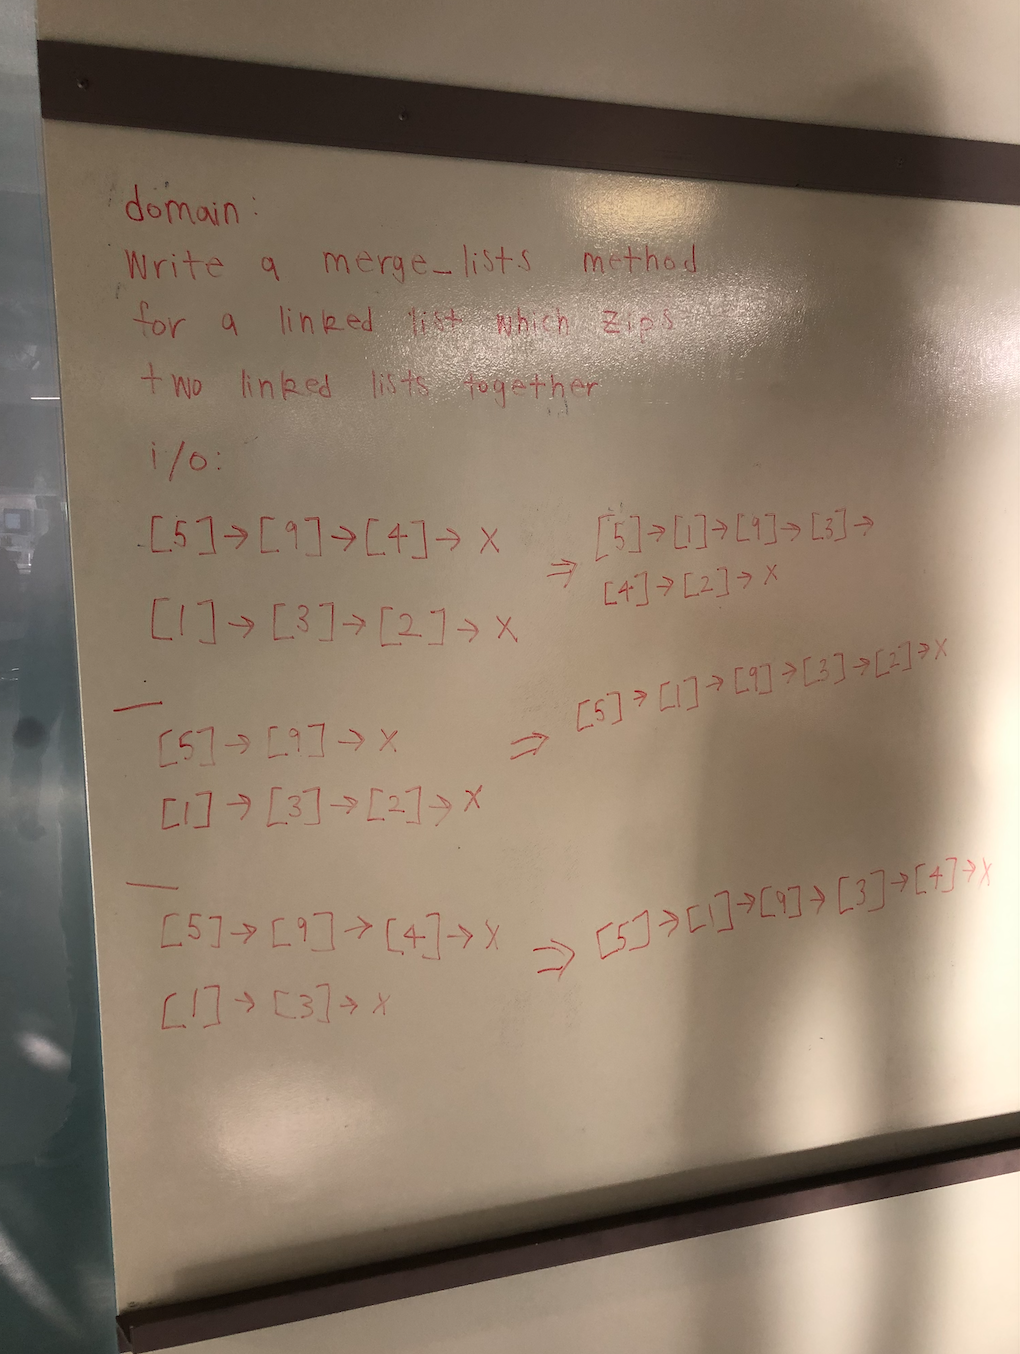 domain:
Write a merge_lists method
for a linked list which zips
two linked lists together
i/o:
[5]→[9]→[4]→X
[1]→[3]→[2]→X
⇒ [5]→[1]→[9]→[3]→
[4]→[2]→X
[5]→[9]→X
[1]→[3]→[2]→X
⇒ [5]→[1]→[9]→[3]→[2]→X
[5]→[9]→[4]→X
[1]→[3]→X
⇒ [5]→[1]→[9]→[3]→[4]→X